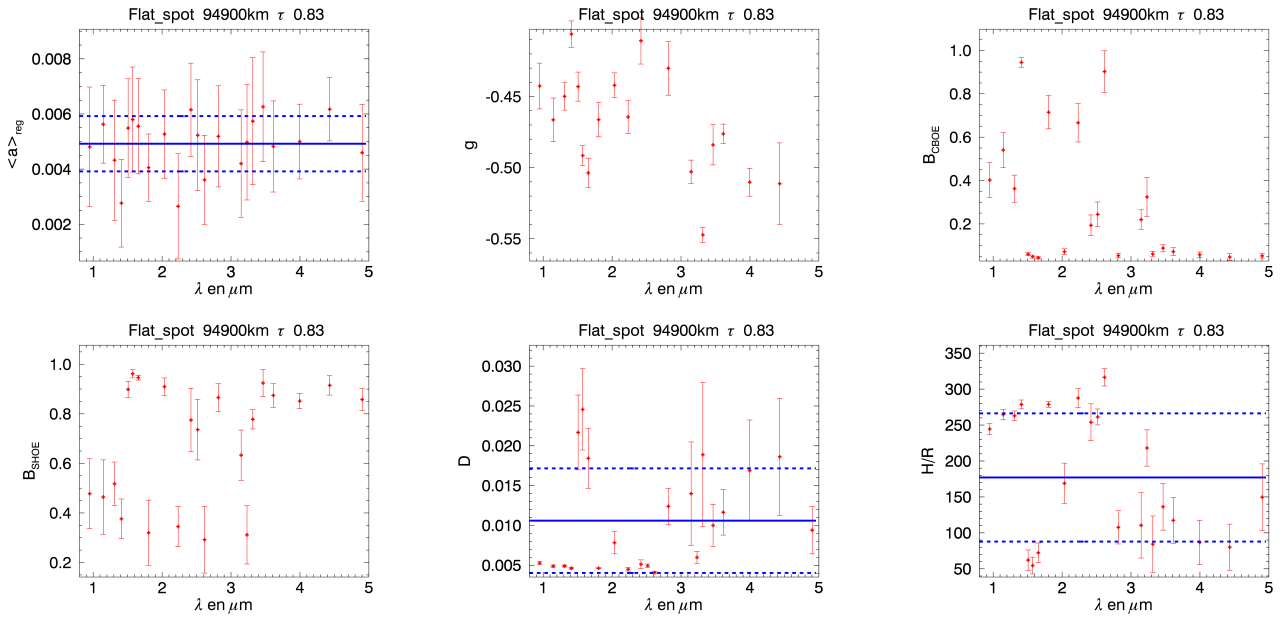 Flat_spot 94900km τ 0.83
<a>reg
0.008
0.006
0.004
0.002
1 2 3 4 5
λ en μm
Flat_spot 94900km τ 0.83
g
-0.45
-0.50
-0.55
1 2 3 4 5
λ en μm
Flat_spot 94900km τ 0.83
BCBOE
1.0
0.8
0.6
0.4
0.2
1 2 3 4 5
λ en μm
Flat_spot 94900km τ 0.83
BSHOE
1.0
0.8
0.6
0.4
0.2
1 2 3 4 5
λ en μm
Flat_spot 94900km τ 0.83
D
0.030
0.025
0.020
0.015
0.010
0.005
1 2 3 4 5
λ en μm
Flat_spot 94900km τ 0.83
H/R
350
300
250
200
150
100
50
1 2 3 4 5
λ en μm